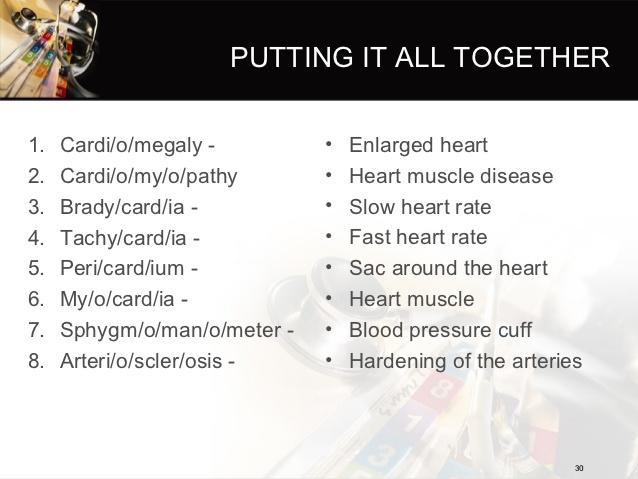 PUTTING IT ALL TOGETHER
1. Cardi/o/megaly - • Enlarged heart
2. Cardi/o/my/o/pathy • Heart muscle disease
3. Brady/card/ia - • Slow heart rate
4. Tachy/card/ia - • Fast heart rate
5. Peri/card/ium - • Sac around the heart
6. My/o/card/ia - • Heart muscle
7. Sphygm/o/man/o/meter - • Blood pressure cuff
8. Arteri/o/scler/osis - • Hardening of the arteries
30